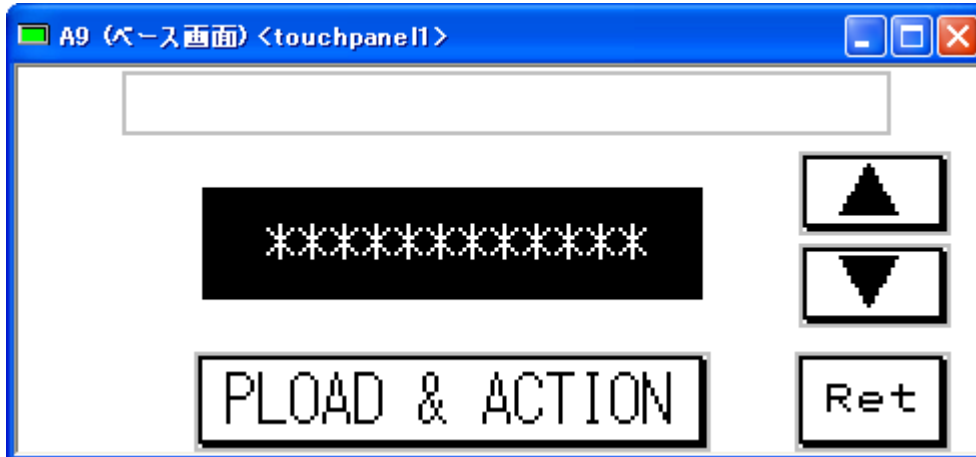 A9 (ベース画面) <touchpanel1>
************
▲
▼
PLOAD & ACTION
Ret